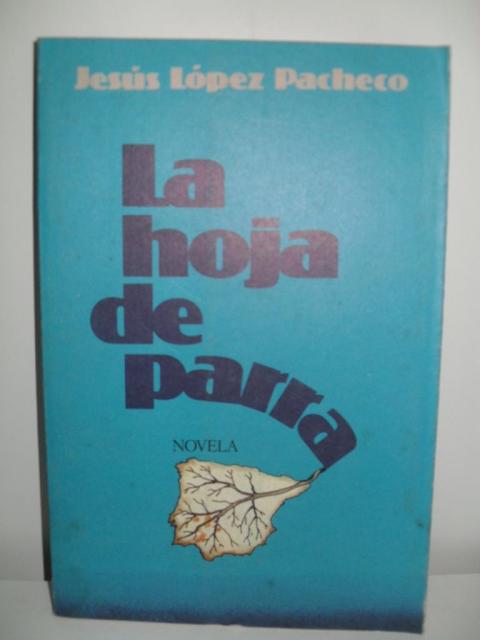 Jesús López Pacheco
La
hoja
de
parra
NOVELA